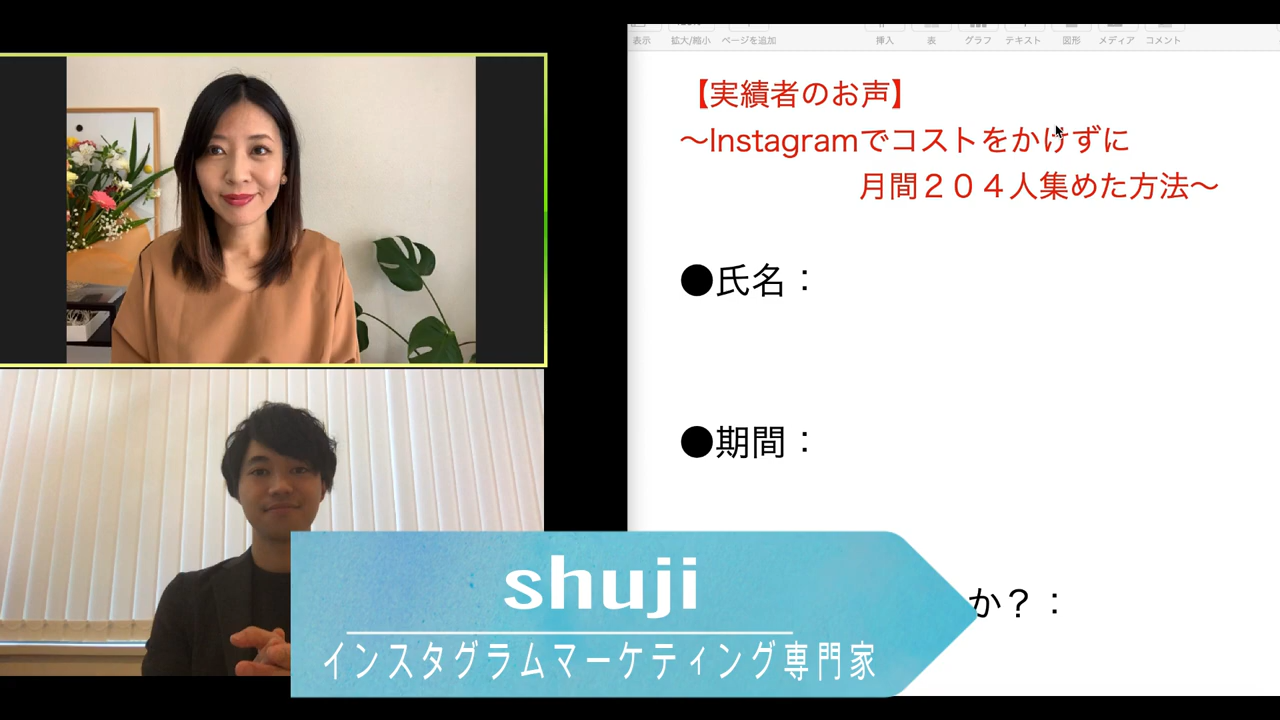 表示 拡大/縮小 ページを追加 挿入 表 グラフ テキスト 図形 メディア コメント
【実績者のお声】
〜Instagramでコストをかけずに
月間２０４人集めた方法〜
●氏名：
●期間：
か？：
shuji
インスタグラムマーケティング専門家